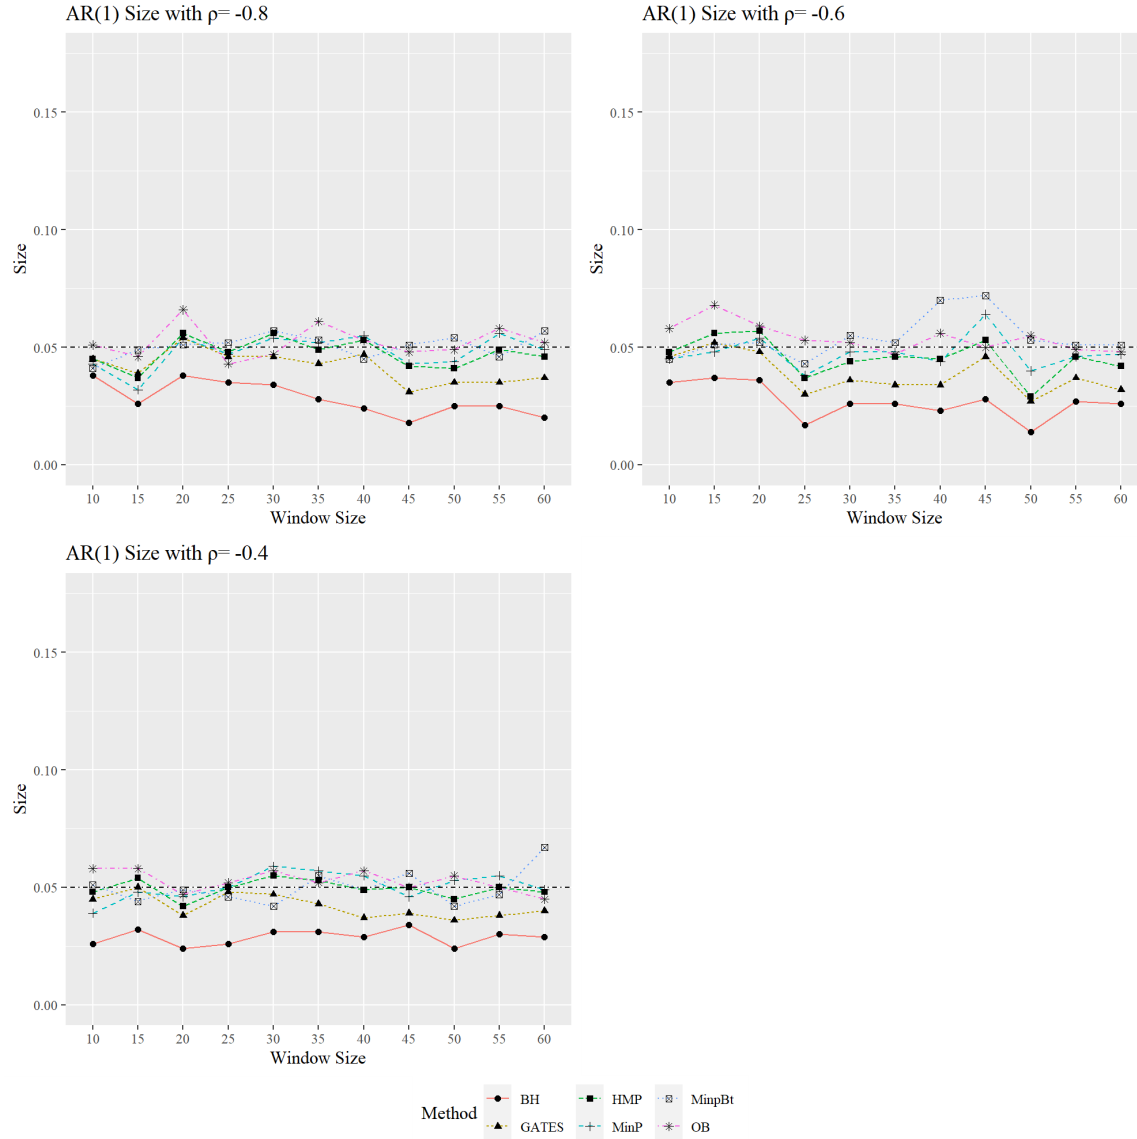 AR(1) Size with ρ= -0.8
0.15
0.10
0.05
0.00
Size
10 15 20 25 30 35 40 45 50 55 60
Window Size
AR(1) Size with ρ= -0.6
0.15
0.10
0.05
0.00
Size
10 15 20 25 30 35 40 45 50 55 60
Window Size
AR(1) Size with ρ= -0.4
0.15
0.10
0.05
0.00
Size
10 15 20 25 30 35 40 45 50 55 60
Window Size
Method
BH HMP MinpBt
GATES MinP OB